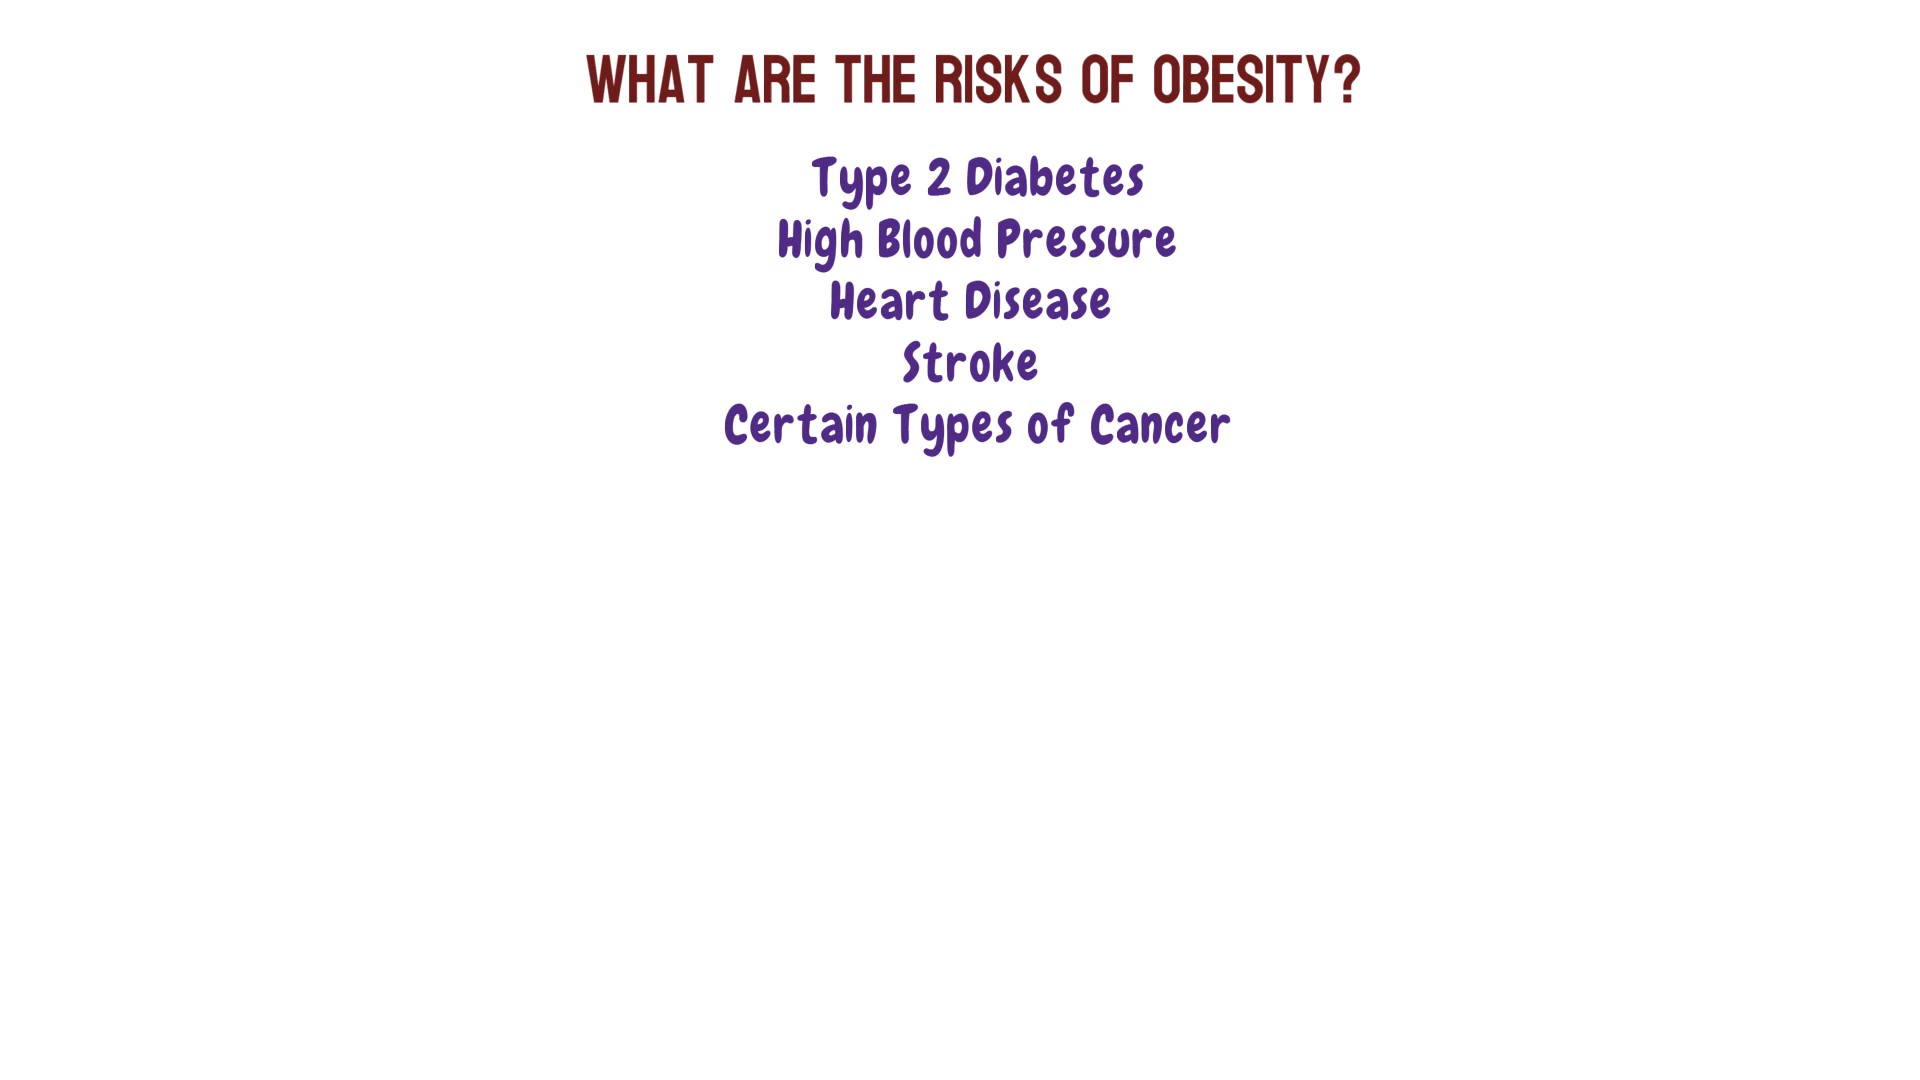 WHAT ARE THE RISKS OF OBESITY?
Type 2 Diabetes
High Blood Pressure
Heart Disease
Stroke
Certain Types of Cancer